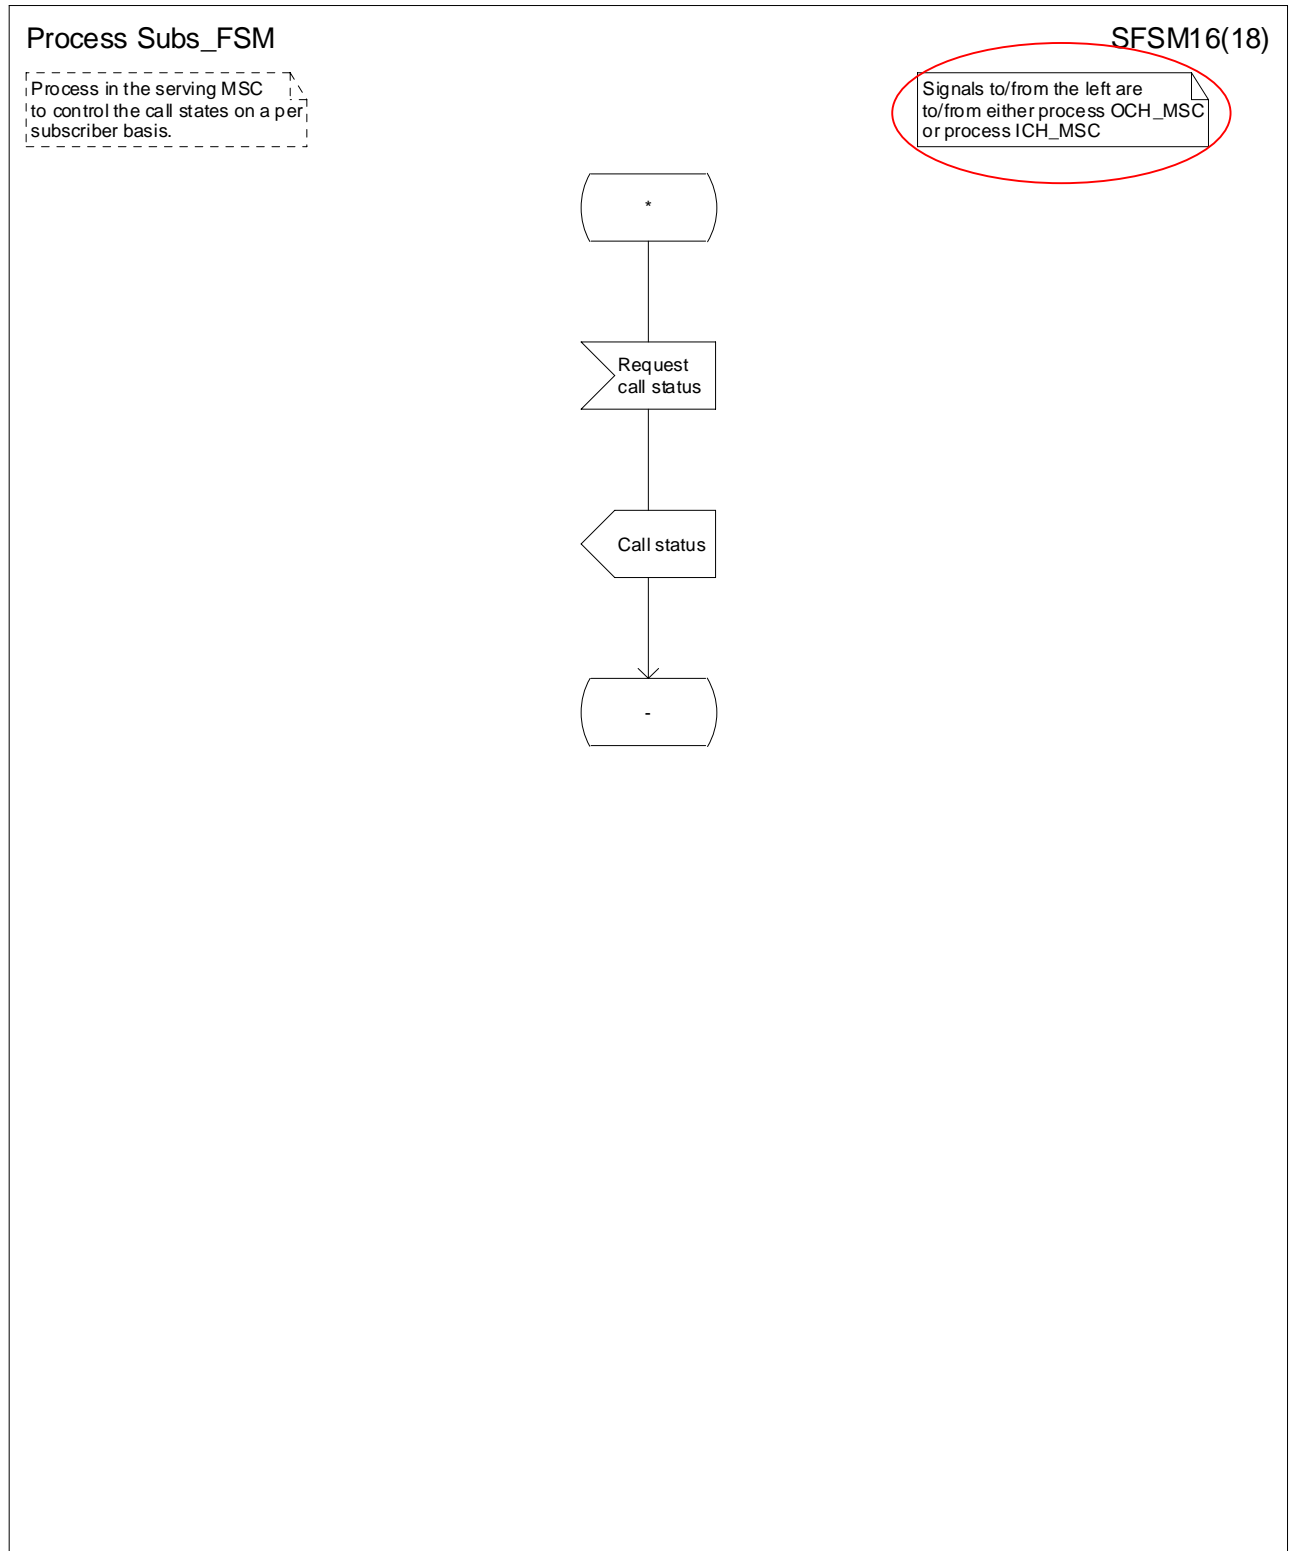 Process Subs_FSM
SFSM16(18)
Process in the serving MSC
to control the call states on a per
subscriber basis.
Signals to/from the left are
to/from either process OCH_MSC
or process ICH_MSC
*
Request
call status
Call status
-